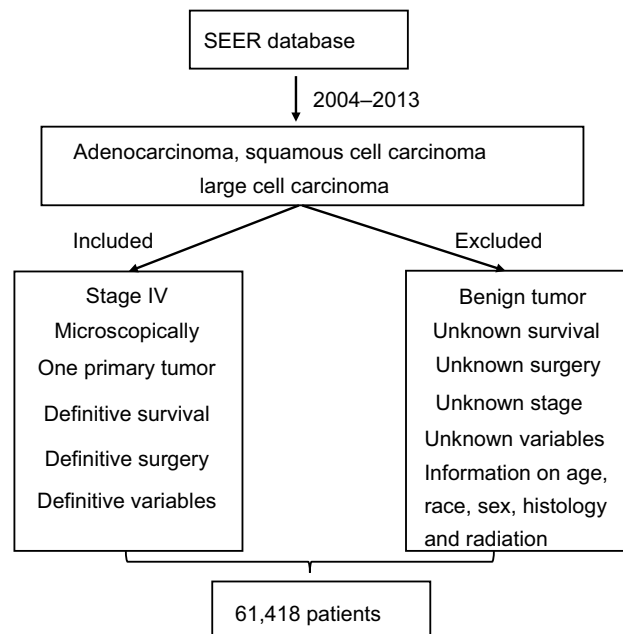 SEER database
2004–2013
Adenocarcinoma, squamous cell carcinoma
large cell carcinoma
Included
Excluded
Stage IV
Microscopically
One primary tumor
Definitive survival
Definitive surgery
Definitive variables
Benign tumor
Unknown survival
Unknown surgery
Unknown stage
Unknown variables
Information on age,
race, sex, histology
and radiation
61,418 patients